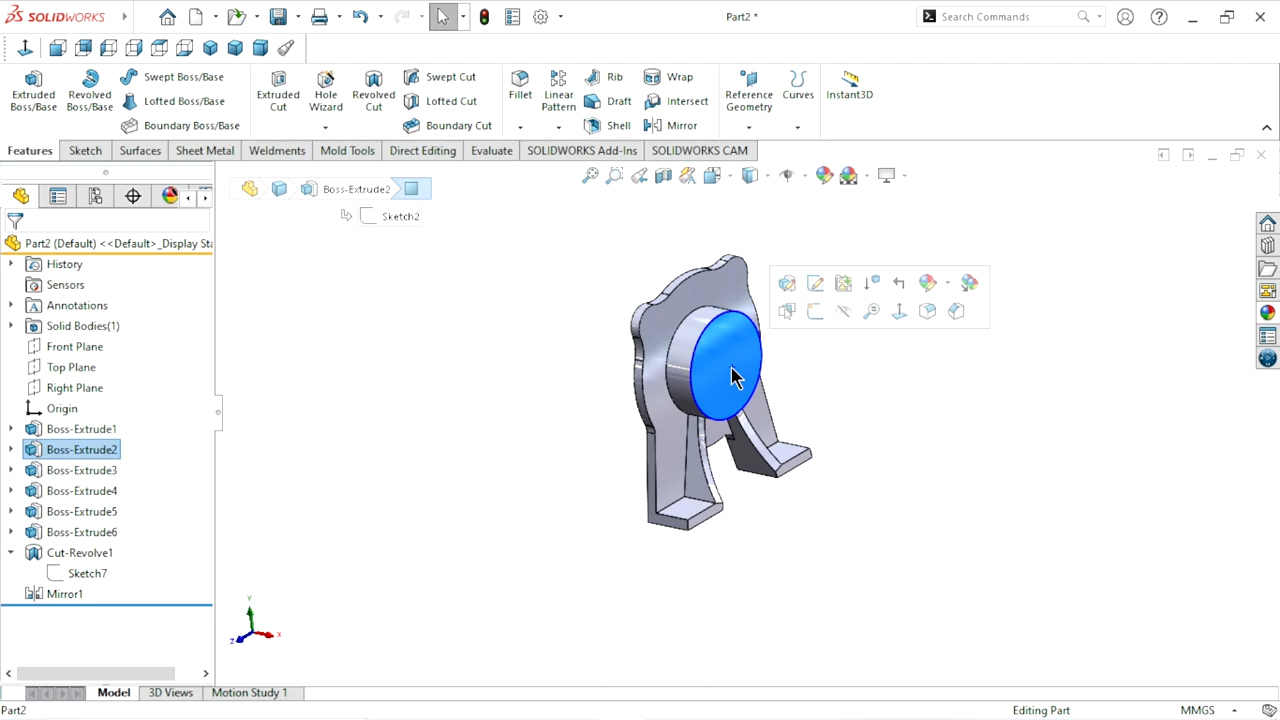 SOLIDWORKS
Part2 *
Search Commands
Extruded Boss/Base
Revolved Boss/Base
Swept Boss/Base
Lofted Boss/Base
Boundary Boss/Base
Extruded Cut
Hole Wizard
Revolved Cut
Swept Cut
Lofted Cut
Boundary Cut
Fillet
Linear Pattern
Rib
Draft
Shell
Wrap
Intersect
Mirror
Reference Geometry
Curves
Instant3D
Features
Sketch
Surfaces
Sheet Metal
Weldments
Mold Tools
Direct Editing
Evaluate
SOLIDWORKS Add-Ins
SOLIDWORKS CAM
Boss-Extrude2
Sketch2
Part2 (Default) <<Default>_Display Sta
History
Sensors
Annotations
Solid Bodies(1)
Front Plane
Top Plane
Right Plane
Origin
Boss-Extrude1
Boss-Extrude2
Boss-Extrude3
Boss-Extrude4
Boss-Extrude5
Boss-Extrude6
Cut-Revolve1
Sketch7
Mirror1
Y
Z
X
Model
3D Views
Motion Study 1
Part2
Editing Part
MMGS